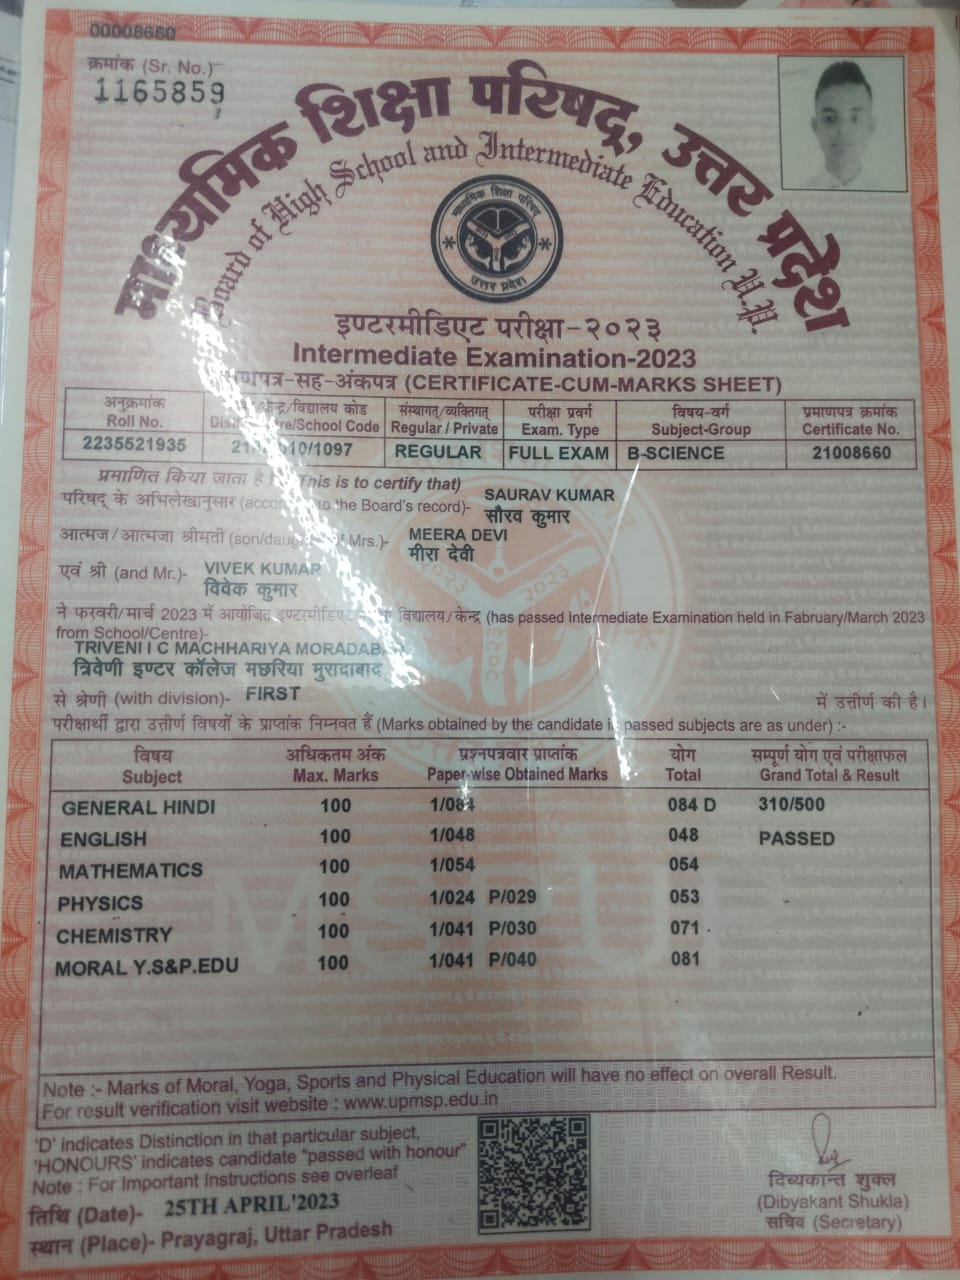 00008660
क्रमांक (Sr. No.)
1165859
माध्यमिक शिक्षा परिषद्, उत्तर प्रदेश
Board of High School and Intermediate Education U.P.
माध्यमिक शिक्षा परिषद
उत्तर प्रदेश
इण्टरमीडिएट परीक्षा-२०२३
Intermediate Examination-2023
-सह-अंकपत्र (CERTIFICATE-CUM-MARKS SHEET)
अनुक्रमांक केन्द्र/विद्यालय कोड संस्थागत/व्यक्तिगत परीक्षा प्रवर्ग विषय-वर्ग प्रमाणपत्र क्रमांक
Roll No. School Code Regular / Private Exam. Type Subject-Group Certificate No.
2235521935 /1097 REGULAR FULL EXAM B-SCIENCE 21008660
प्रमाणित किया जाता है This is to certify that)
परिषद् के अभिलेखानुसार to the Board's record)- SAURAV KUMAR
सौरव कुमार
आत्मज/आत्मजा श्रीमती Mrs.)- MEERA DEVI
मीरा देवी
एवं श्री (and Mr.)- VIVEK KUMAR
विवेक कुमार
ने फरवरी/मार्च 2023 में आयोजित विद्यालय/केन्द्र (has passed Intermediate Examination held in Fabruary/March 2023
from School/Centre)-
TRIVENI I C MACHHARIYA
त्रिवेणी इण्टर कॉलेज मछरिया मुरादाबाद
से श्रेणी (with division)- FIRST में उत्तीर्ण की है।
परीक्षार्थी द्वारा उत्तीर्ण विषयों के प्राप्तांक निम्नवत हैं (Marks obtained by the candidate in passed subjects are as under) :-
विषय अधिकतम अंक प्रश्नपत्रवार प्राप्तांक योग सम्पूर्ण योग एवं परीक्षाफल
Subject Max. Marks Paper-wise Obtained Marks Total Grand Total & Result
GENERAL HINDI 100 1/084 084 D 310/500
ENGLISH 100 1/048 048 PASSED
MATHEMATICS 100 1/054 054
PHYSICS 100 1/024 P/029 053
CHEMISTRY 100 1/041 P/030 071
MORAL Y.S&P.EDU 100 1/041 P/040 081
Note :- Marks of Moral, Yoga, Sports and Physical Education will have no effect on overall Result.
For result verification visit website : www.upmsp.edu.in
'D' indicates Distinction in that particular subject,
'HONOURS' indicates candidate "passed with honour"
Note : For Important Instructions see overleaf
तिथि (Date)- 25TH APRIL'2023
स्थान (Place)- Prayagraj, Uttar Pradesh
दिव्यकान्त शुक्ल
(Dibyakant Shukla)
सचिव (Secretary)